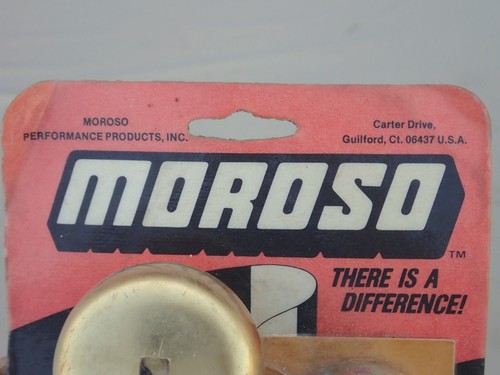 MOROSO
PERFORMANCE PRODUCTS, INC.
Carter Drive,
Guilford, Ct. 06437 U.S.A.
MOROSO
TM
THERE IS A
DIFFERENCE!